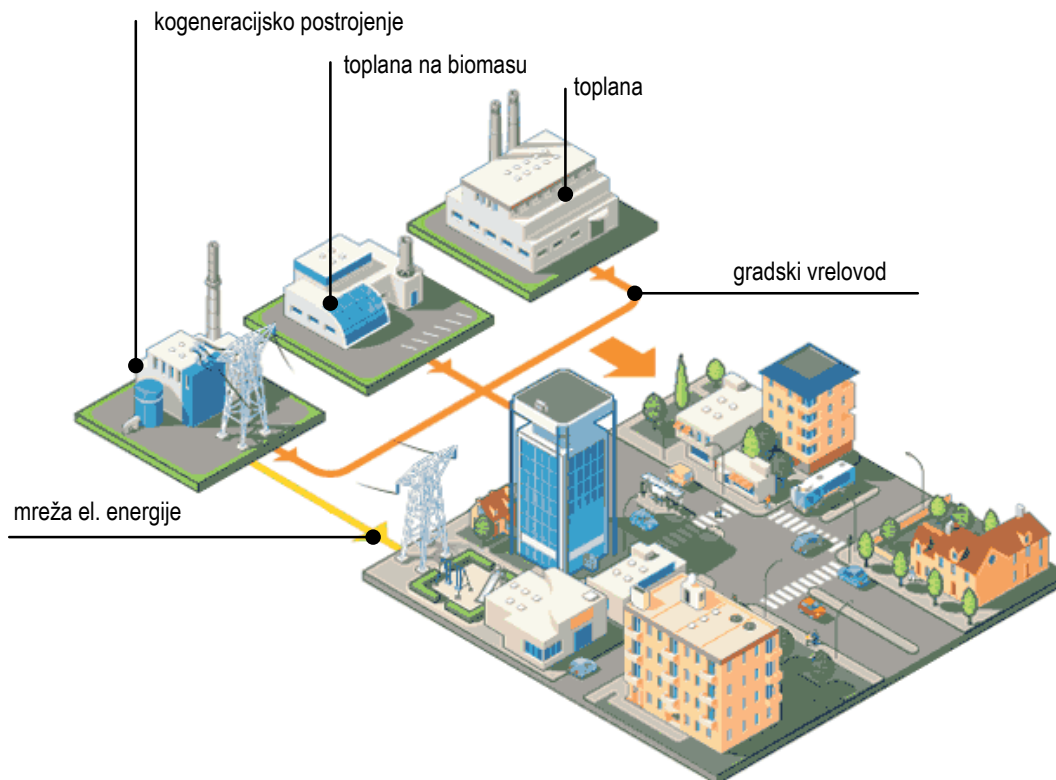 kogeneracijsko postrojenje
toplana na biomasu
toplana
gradski vrelovod
mreža el. energije